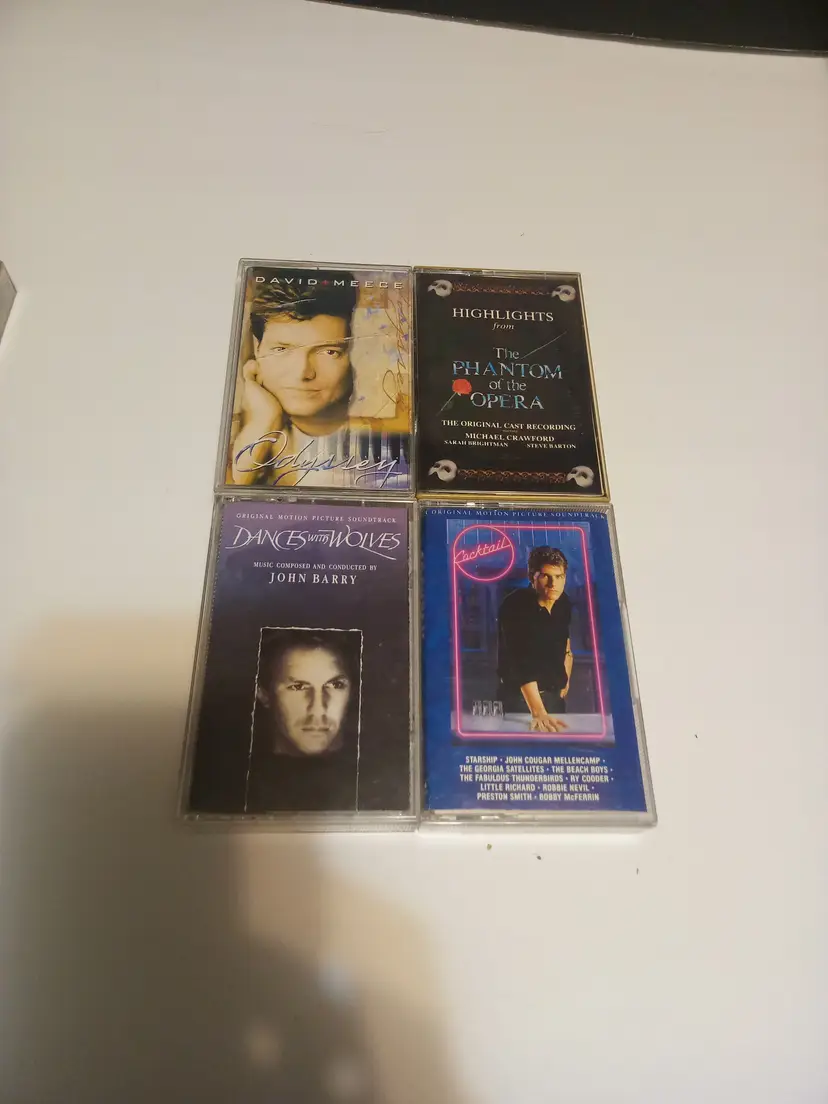 DAVID MEECE
Odyssey
HIGHLIGHTS
from
The
PHANTOM
of the
OPERA
THE ORIGINAL CAST RECORDING
MICHAEL CRAWFORD
SARAH BRIGHTMAN STEVE BARTON
ORIGINAL MOTION PICTURE SOUNDTRACK
DANCES WITH WOLVES
MUSIC COMPOSED AND CONDUCTED BY
JOHN BARRY
ORIGINAL MOTION PICTURE SOUNDTRACK
Cocktail
STARSHIP • JOHN COUGAR MELLENCAMP •
THE GEORGIA SATELLITES • THE BEACH BOYS •
THE FABULOUS THUNDERBIRDS • RY COODER •
LITTLE RICHARD • ROBBIE NEVIL •
PRESTON SMITH • BOBBY McFERRIN